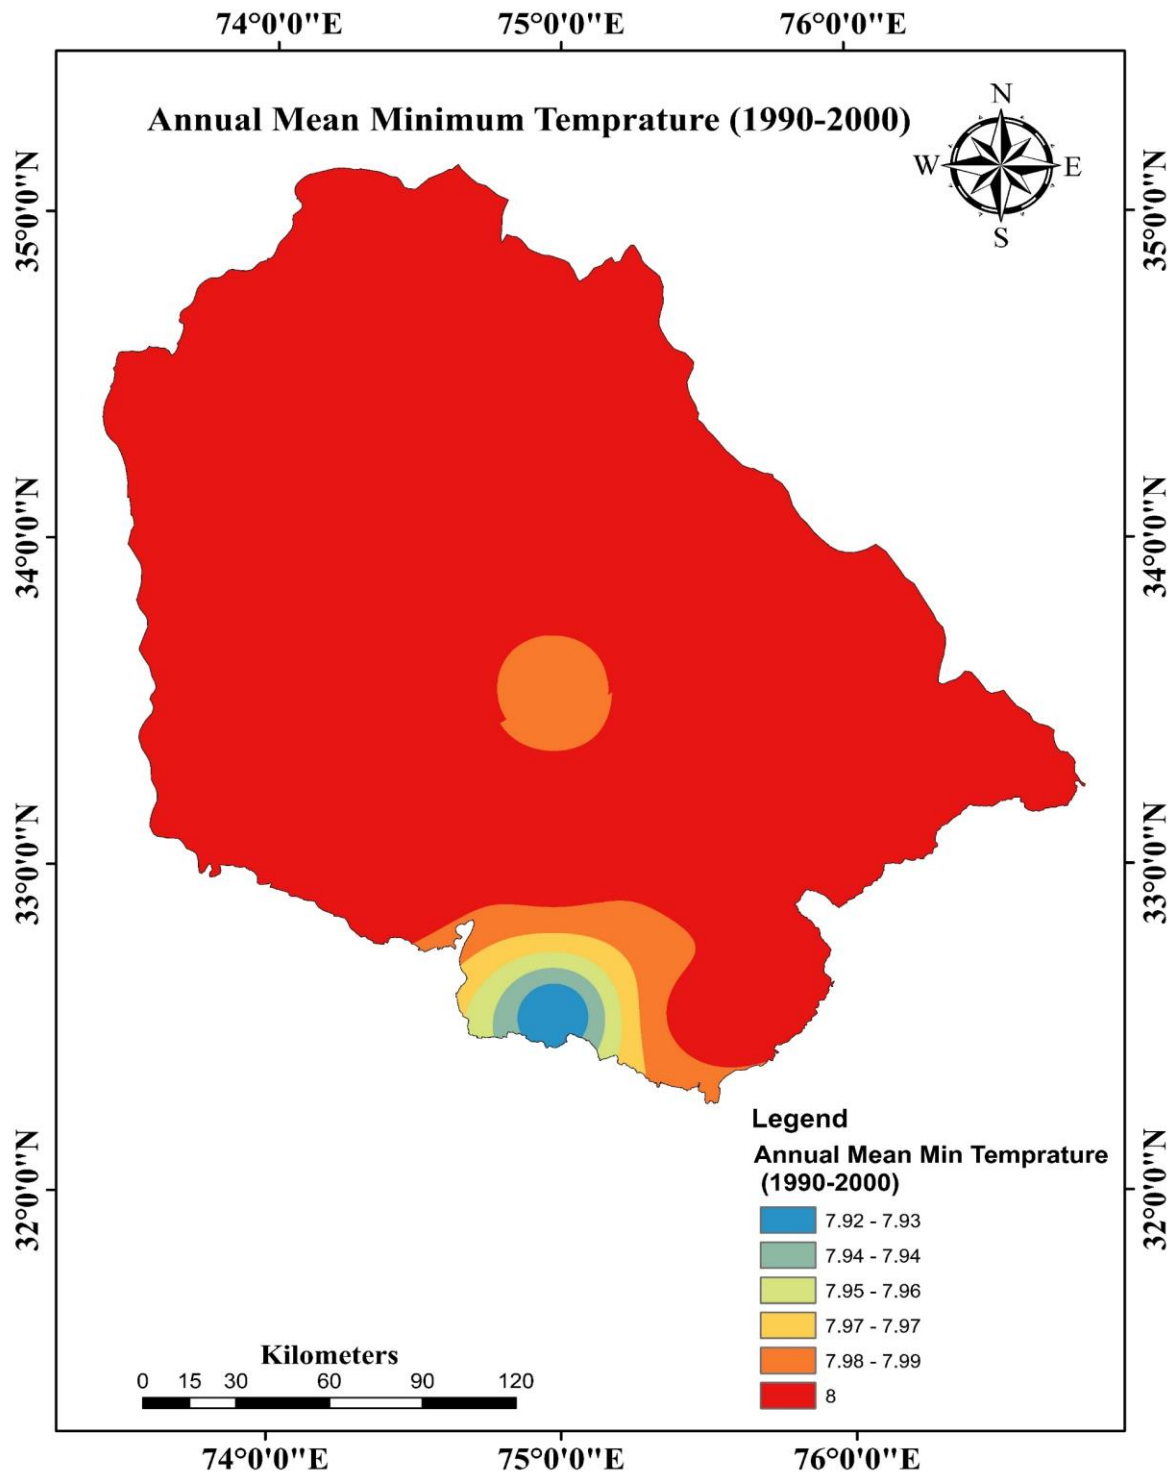 74°0'0"E 75°0'0"E 76°0'0"E
Annual Mean Minimum Temprature (1990-2000)
N
W E
S
35°0'0"N 35°0'0"N
34°0'0"N 34°0'0"N
33°0'0"N 33°0'0"N
32°0'0"N 32°0'0"N
Legend
Annual Mean Min Temprature
(1990-2000)
7.92 - 7.93
7.94 - 7.94
7.95 - 7.96
7.97 - 7.97
7.98 - 7.99
8
Kilometers
0 15 30 60 90 120
74°0'0"E 75°0'0"E 76°0'0"E